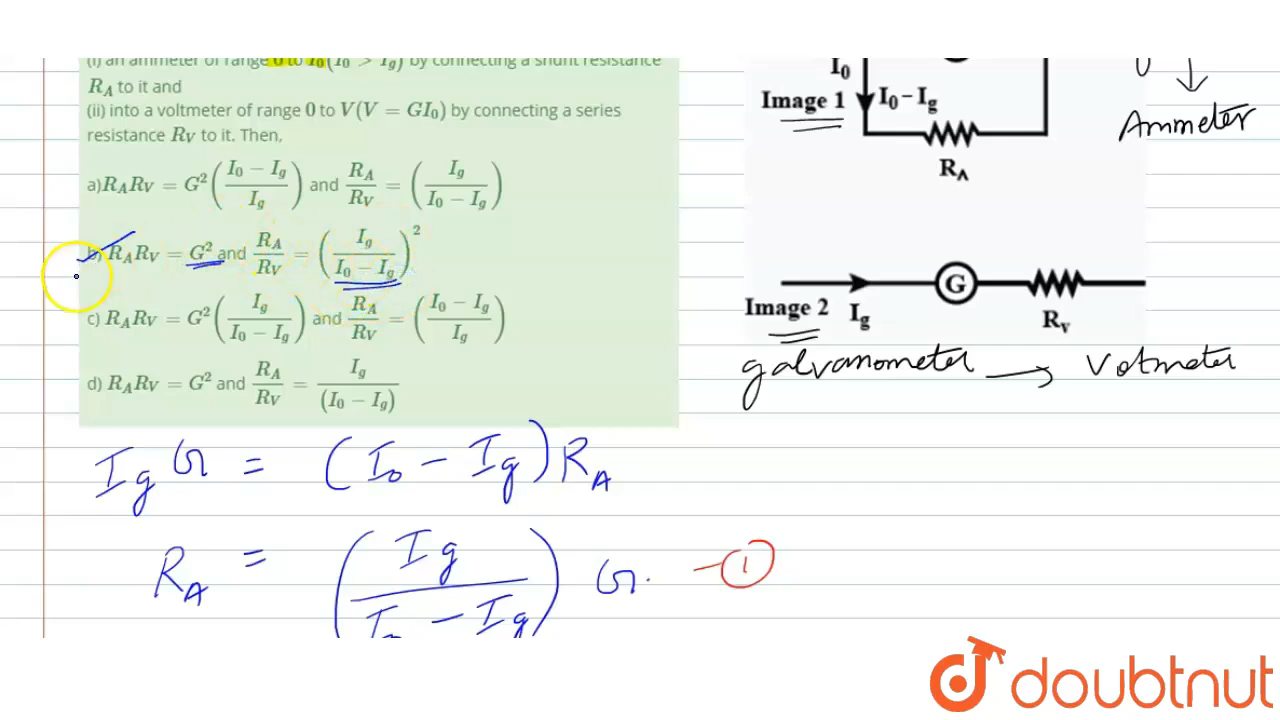 (i) an ammeter of range 0 to I₀(I₀ > I_g) by connecting a shunt resistance
R_A to it and
(ii) into a voltmeter of range 0 to V(V = GI₀) by connecting a series
resistance R_V to it. Then,
a)R_A R_V = G²((I₀ − I_g)/I_g) and R_A/R_V = (I_g/(I₀ − I_g))
b) R_A R_V = G² and R_A/R_V = (I_g/(I₀ − I_g))²
c) R_A R_V = G²(I_g/(I₀ − I_g)) and R_A/R_V = ((I₀ − I_g)/I_g)
d) R_A R_V = G² and R_A/R_V = I_g/(I₀ − I_g)
I₀
Image 1
I₀ − I_g
R_A
Ammeter
G
Image 2
I_g
R_v
galvanometer → Votmeter
I_g G = (I₀ − I_g) R_A
R_A = (I_g/(I₀ − I_g)) G. −①
doubtnut